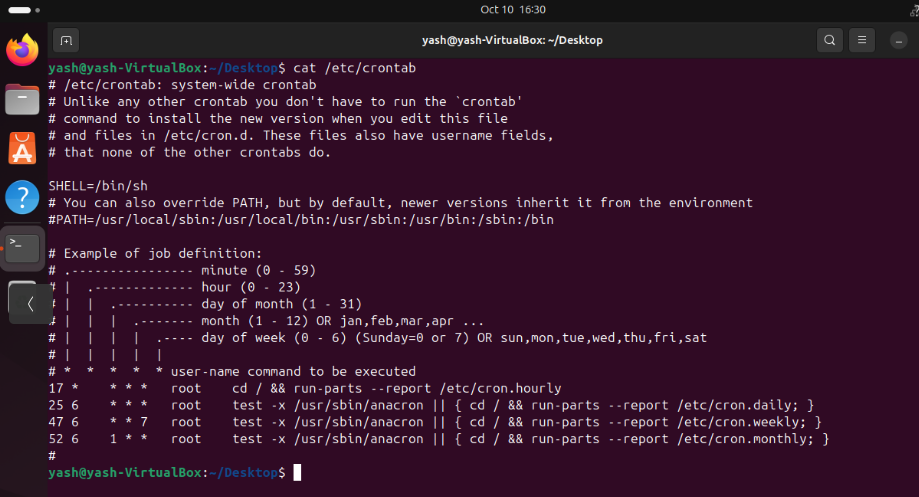 Oct 10 16:30
yash@yash-VirtualBox: ~/Desktop
yash@yash-VirtualBox:~/Desktop$ cat /etc/crontab
# /etc/crontab: system-wide crontab
# Unlike any other crontab you don't have to run the `crontab'
# command to install the new version when you edit this file
# and files in /etc/cron.d. These files also have username fields,
# that none of the other crontabs do.

SHELL=/bin/sh
# You can also override PATH, but by default, newer versions inherit it from the environment
#PATH=/usr/local/sbin:/usr/local/bin:/usr/sbin:/usr/bin:/sbin:/bin

# Example of job definition:
# .---------------- minute (0 - 59)
# |  .------------- hour (0 - 23)
# |  |  .---------- day of month (1 - 31)
# |  |  |  .------- month (1 - 12) OR jan,feb,mar,apr ...
# |  |  |  |  .---- day of week (0 - 6) (Sunday=0 or 7) OR sun,mon,tue,wed,thu,fri,sat
# |  |  |  |  |
# *  *  *  *  * user-name command to be executed
17 *    * * *   root    cd / && run-parts --report /etc/cron.hourly
25 6    * * *   root    test -x /usr/sbin/anacron || { cd / && run-parts --report /etc/cron.daily; }
47 6    * * 7   root    test -x /usr/sbin/anacron || { cd / && run-parts --report /etc/cron.weekly; }
52 6    1 * *   root    test -x /usr/sbin/anacron || { cd / && run-parts --report /etc/cron.monthly; }
#
yash@yash-VirtualBox:~/Desktop$